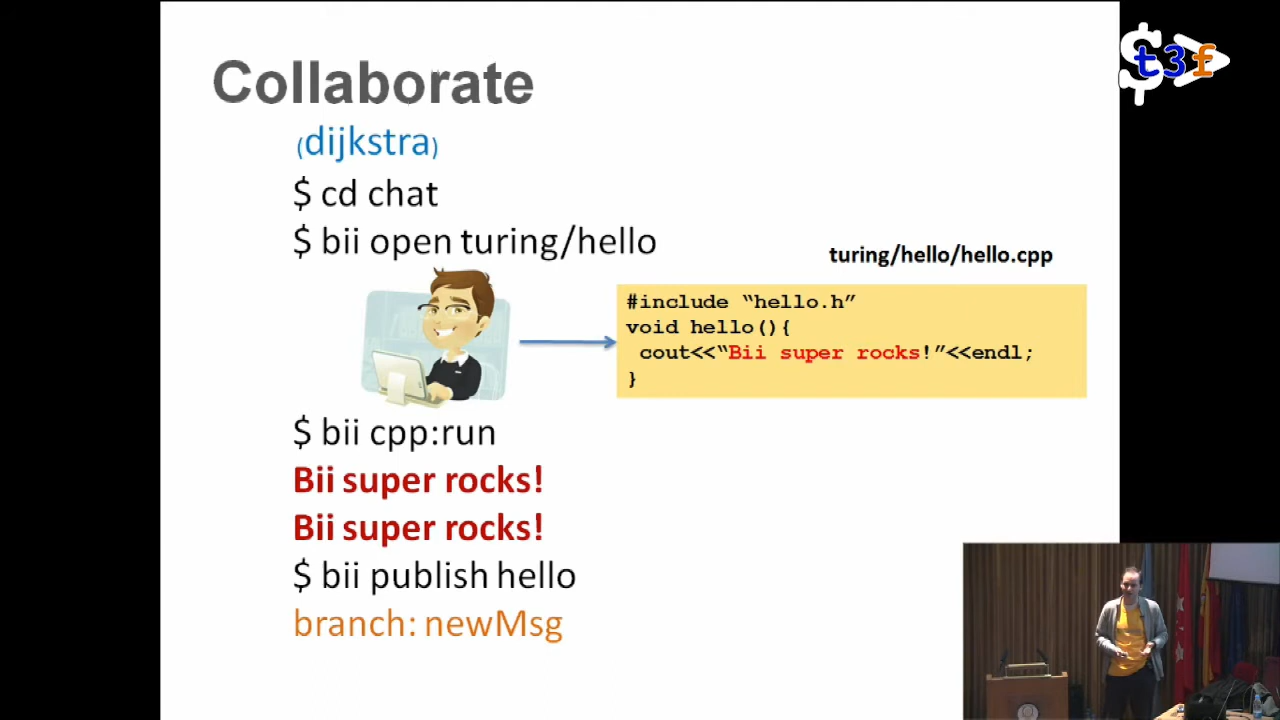 Collaborate
(dijkstra)
$ cd chat
$ bii open turing/hello
turing/hello/hello.cpp
#include “hello.h”
void hello(){
cout<<“Bii super rocks!”<<endl;
}
$ bii cpp:run
Bii super rocks!
Bii super rocks!
$ bii publish hello
branch: newMsg
$t3f